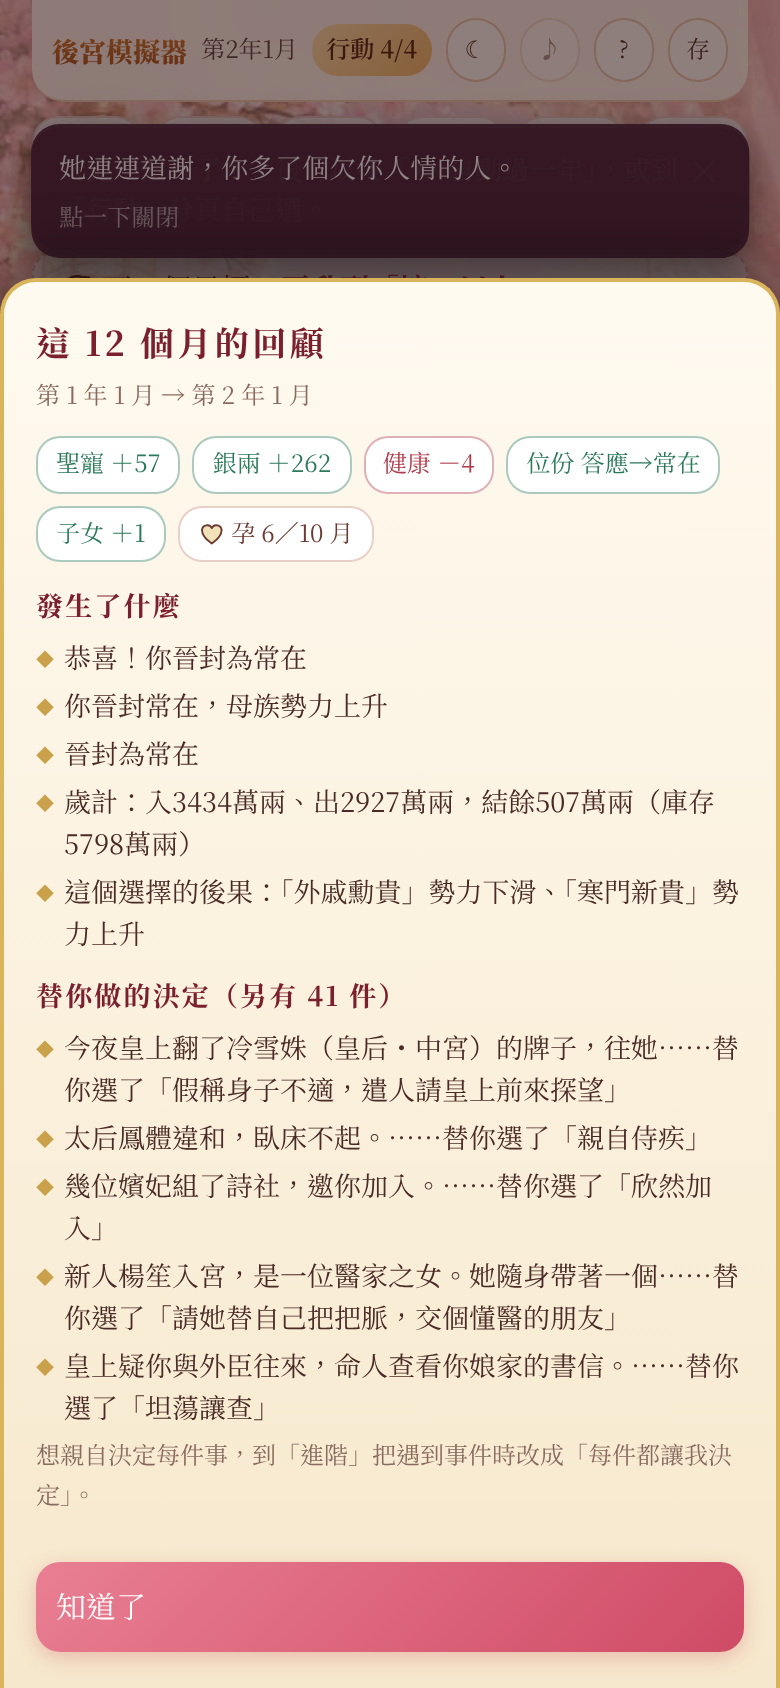 後宮模擬器 第2年1月 行動 4/4 ☾ ♪ ? 存
她連連道謝，你多了個欠你人情的人。
點一下關閉
這 12 個月的回顧
第 1 年 1 月 → 第 2 年 1 月
聖寵 ＋57 銀兩 ＋262 健康 －4 位份 答應→常在
子女 ＋1 孕 6／10 月
發生了什麼
恭喜！你晉封為常在
你晉封常在，母族勢力上升
晉封為常在
歲計：入3434萬兩、出2927萬兩，結餘507萬兩（庫存
5798萬兩）
這個選擇的後果：「外戚勳貴」勢力下滑、「寒門新貴」勢
力上升
替你做的決定（另有 41 件）
今夜皇上翻了冷雪姝（皇后・中宮）的牌子，往她……替
你選了「假稱身子不適，遣人請皇上前來探望」
太后鳳體違和，臥床不起。……替你選了「親自侍疾」
幾位嬪妃組了詩社，邀你加入。……替你選了「欣然加
入」
新人楊笙入宮，是一位醫家之女。她隨身帶著一個……替
你選了「請她替自己把把脈，交個懂醫的朋友」
皇上疑你與外臣往來，命人查看你娘家的書信。……替你
選了「坦蕩讓查」
想親自決定每件事，到「進階」把遇到事件時改成「每件都讓我決
定」。
知道了